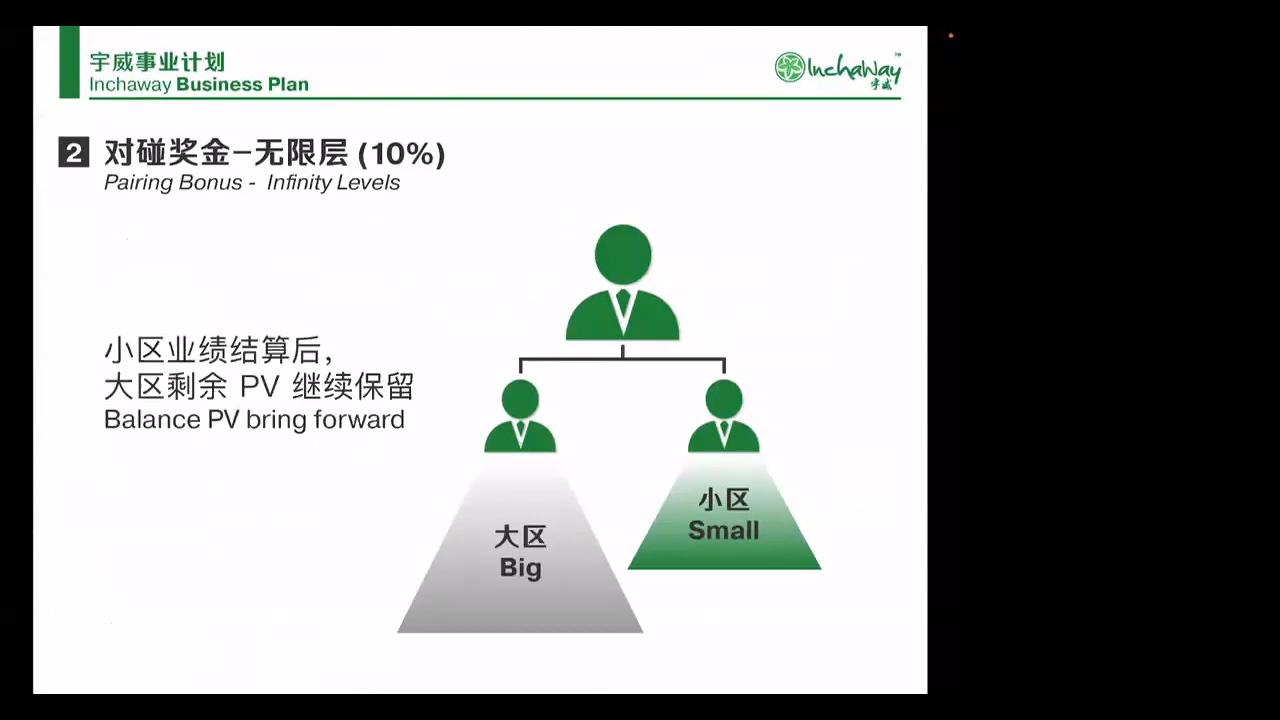 宇威事业计划
Inchaway Business Plan
Inchaway™
宇威
2 对碰奖金–无限层 (10%)
Pairing Bonus - Infinity Levels
小区业绩结算后，
大区剩余 PV 继续保留
Balance PV bring forward
大区
Big
小区
Small